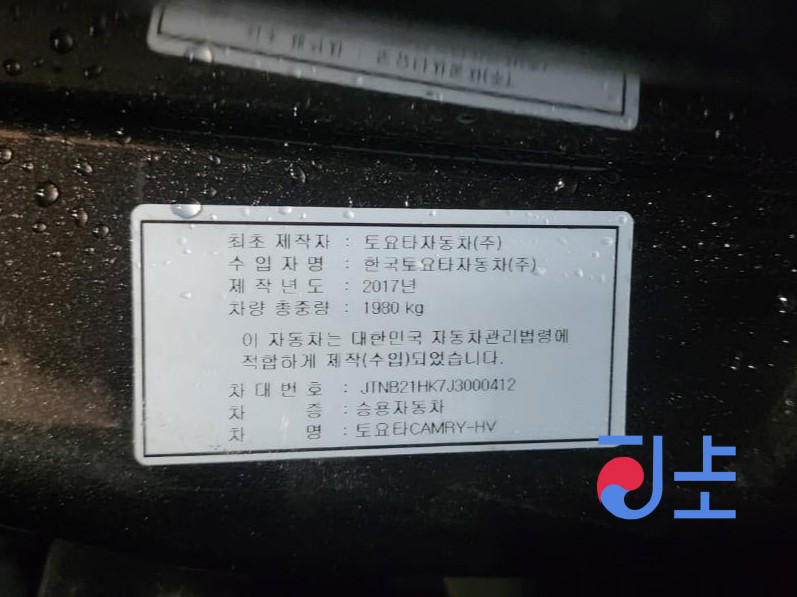 최초 제작자 : 토요타자동차(주)
수 입 자 명 : 한국토요타자동차(주)
제 작 년 도 : 2017년
차량 총중량 : 1980 kg
이 자동차는 대한민국 자동차관리법령에
적합하게 제작(수입)되었습니다.
차 대 번 호 : JTNB21HK7J3000412
차 종 : 승용자동차
차 명 : 토요타CAMRY-HV